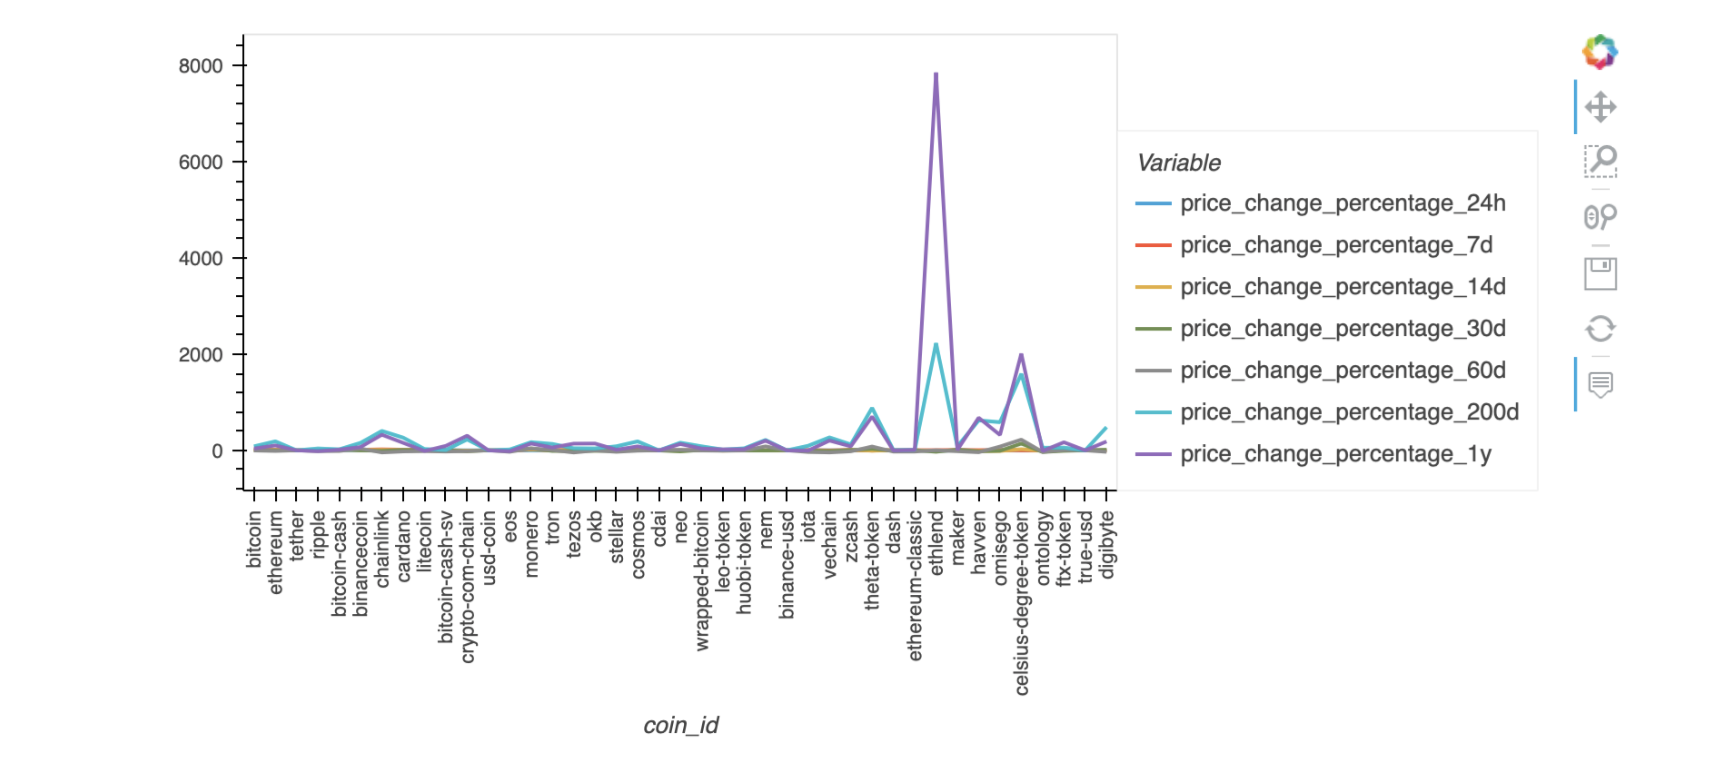 8000
6000
4000
2000
0
Variable
price_change_percentage_24h
price_change_percentage_7d
price_change_percentage_14d
price_change_percentage_30d
price_change_percentage_60d
price_change_percentage_200d
price_change_percentage_1y
bitcoin
ethereum
tether
ripple
bitcoin-cash
binancecoin
chainlink
cardano
litecoin
bitcoin-cash-sv
crypto-com-chain
usd-coin
eos
monero
tron
tezos
okb
stellar
cosmos
cdai
neo
wrapped-bitcoin
leo-token
huobi-token
nem
binance-usd
iota
vechain
zcash
theta-token
dash
ethereum-classic
ethlend
maker
havven
omisego
celsius-degree-token
ontology
ftx-token
true-usd
digibyte
coin_id